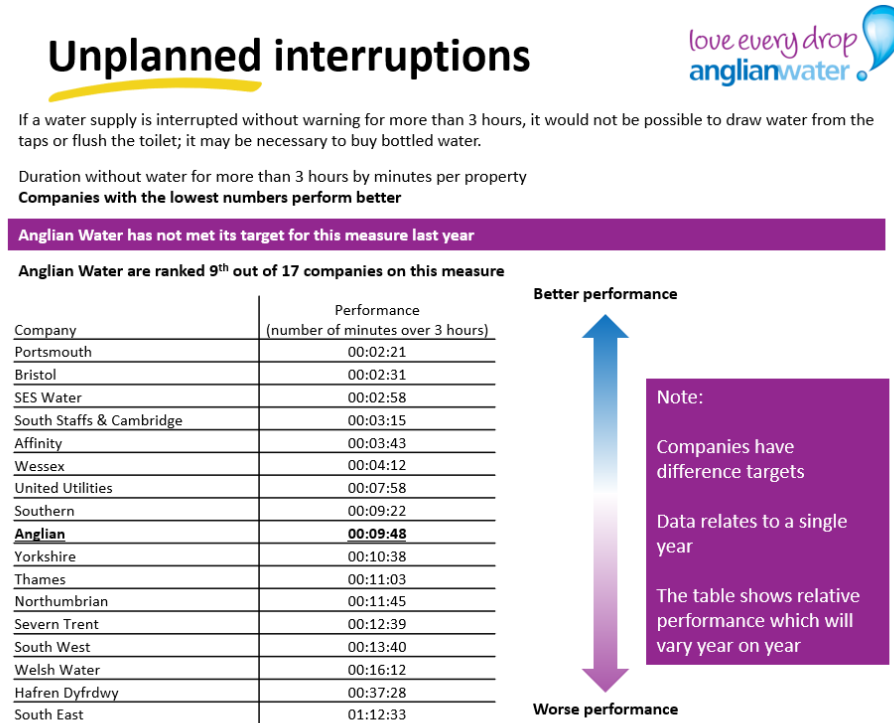 Unplanned interruptions
love every drop
anglianwater
If a water supply is interrupted without warning for more than 3 hours, it would not be possible to draw water from the
taps or flush the toilet; it may be necessary to buy bottled water.
Duration without water for more than 3 hours by minutes per property
Companies with the lowest numbers perform better
Anglian Water has not met its target for this measure last year
Anglian Water are ranked 9th out of 17 companies on this measure
Performance
Company (number of minutes over 3 hours)
Portsmouth 00:02:21
Bristol 00:02:31
SES Water 00:02:58
South Staffs & Cambridge 00:03:15
Affinity 00:03:43
Wessex 00:04:12
United Utilities 00:07:58
Southern 00:09:22
Anglian 00:09:48
Yorkshire 00:10:38
Thames 00:11:03
Northumbrian 00:11:45
Severn Trent 00:12:39
South West 00:13:40
Welsh Water 00:16:12
Hafren Dyfrdwy 00:37:28
South East 01:12:33
Better performance
Worse performance
Note:
Companies have
difference targets
Data relates to a single
year
The table shows relative
performance which will
vary year on year